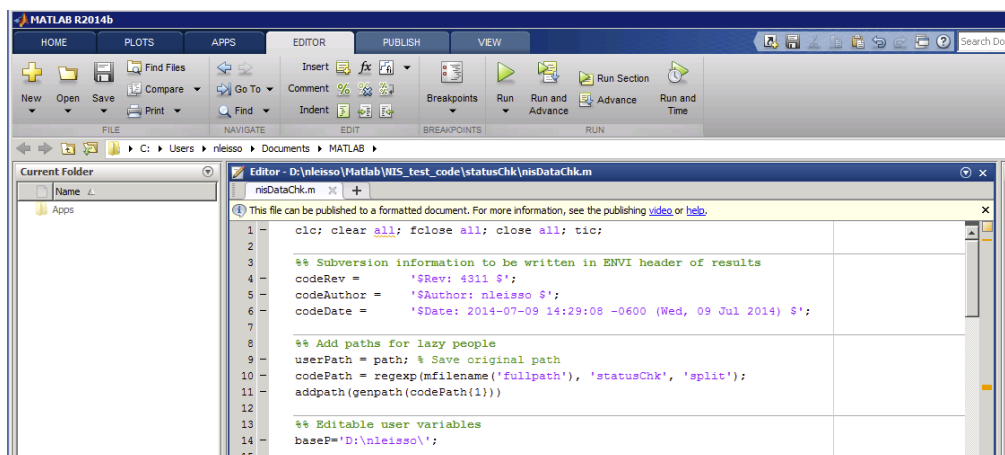 MATLAB R2014b
HOME PLOTS APPS EDITOR PUBLISH VIEW
Search Do
New Open Save Find Files Compare Print
FILE
Go To Find
NAVIGATE
Insert fx
Comment %
Indent
EDIT
Breakpoints
BREAKPOINTS
Run Run and Advance Run Section Advance Run and Time
RUN
C: Users nleisso Documents MATLAB
Current Folder
Name
Apps
Editor - D:\nleisso\Matlab\NIS_test_code\statusChk\nisDataChk.m
nisDataChk.m
This file can be published to a formatted document. For more information, see the publishing video or help.
1 clc; clear all; fclose all; close all; tic;
2
3 %% Subversion information to be written in ENVI header of results
4 codeRev = '$Rev: 4311 $';
5 codeAuthor = '$Author: nleisso $';
6 codeDate = '$Date: 2014-07-09 14:29:08 -0600 (Wed, 09 Jul 2014) $';
7
8 %% Add paths for lazy people
9 userPath = path; % Save original path
10 codePath = regexp(mfilename('fullpath'), 'statusChk', 'split');
11 addpath(genpath(codePath{1}))
12
13 %% Editable user variables
14 baseP='D:\nleisso\';